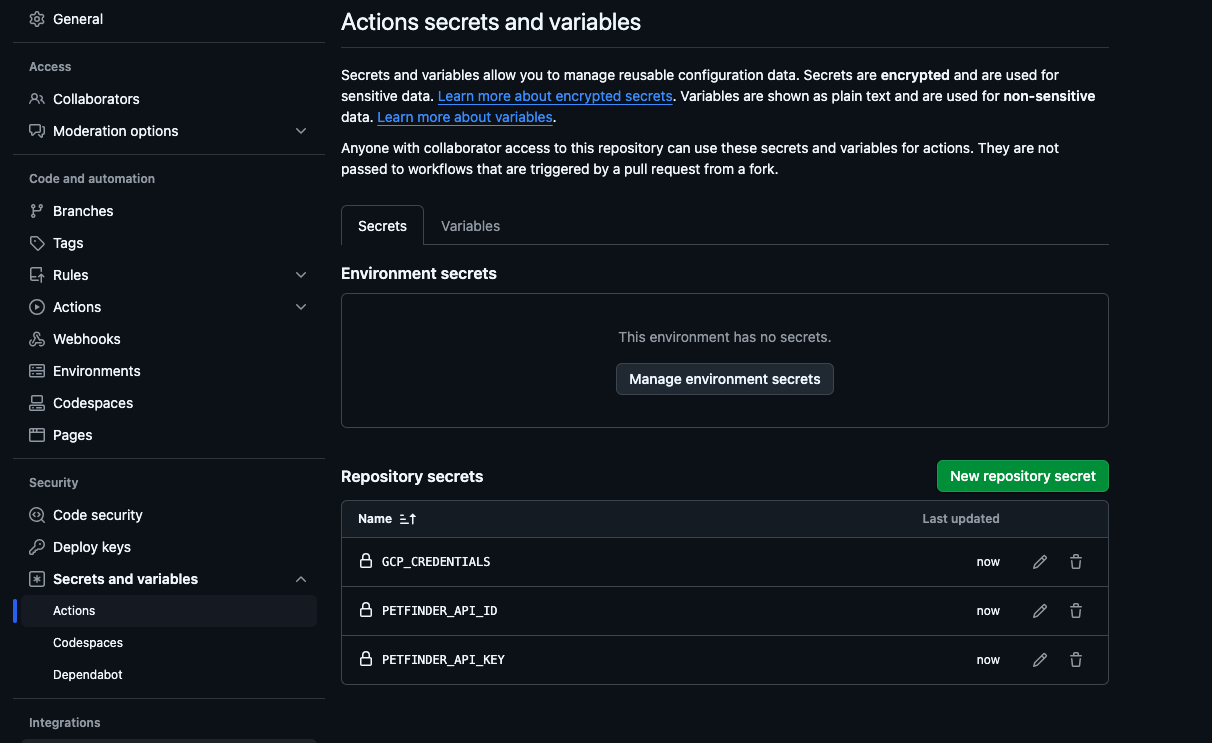 General
Access
Collaborators
Moderation options
Code and automation
Branches
Tags
Rules
Actions
Webhooks
Environments
Codespaces
Pages
Security
Code security
Deploy keys
Secrets and variables
Actions
Codespaces
Dependabot
Integrations
Actions secrets and variables
Secrets and variables allow you to manage reusable configuration data. Secrets are encrypted and are used for
sensitive data. Learn more about encrypted secrets. Variables are shown as plain text and are used for non-sensitive
data. Learn more about variables.
Anyone with collaborator access to this repository can use these secrets and variables for actions. They are not
passed to workflows that are triggered by a pull request from a fork.
Secrets Variables
Environment secrets
This environment has no secrets.
Manage environment secrets
Repository secrets New repository secret
Name Last updated
GCP_CREDENTIALS now
PETFINDER_API_ID now
PETFINDER_API_KEY now